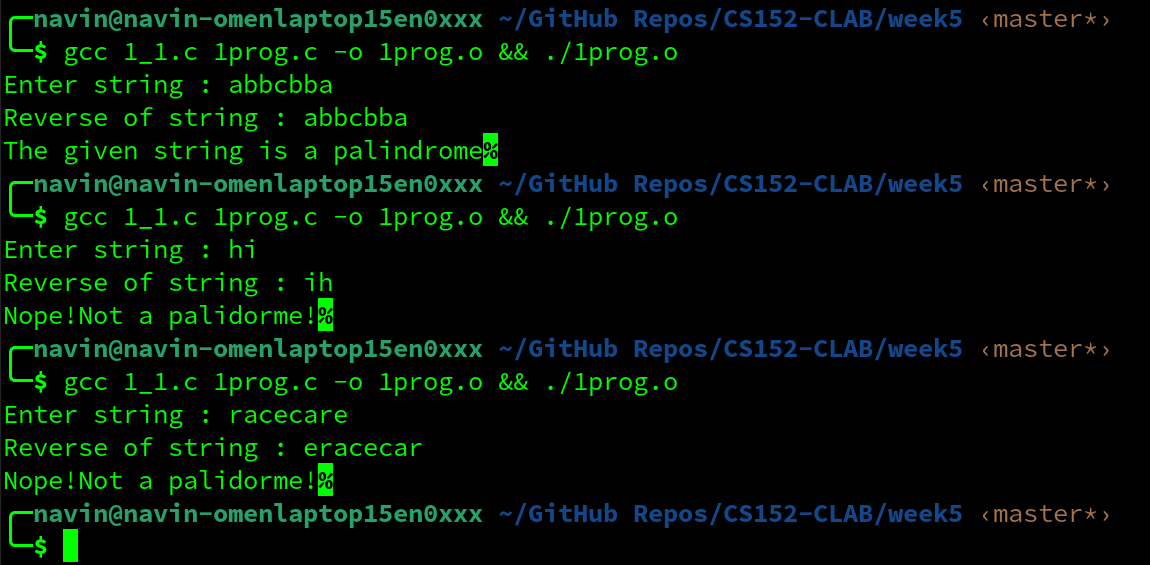 ╭─navin@navin-omenlaptop15en0xxx ~/GitHub Repos/CS152-CLAB/week5 ‹master*›
╰─$ gcc 1_1.c 1prog.c -o 1prog.o && ./1prog.o
Enter string : abbcbba
Reverse of string : abbcbba
The given string is a palindrome%
╭─navin@navin-omenlaptop15en0xxx ~/GitHub Repos/CS152-CLAB/week5 ‹master*›
╰─$ gcc 1_1.c 1prog.c -o 1prog.o && ./1prog.o
Enter string : hi
Reverse of string : ih
Nope!Not a palidorme!%
╭─navin@navin-omenlaptop15en0xxx ~/GitHub Repos/CS152-CLAB/week5 ‹master*›
╰─$ gcc 1_1.c 1prog.c -o 1prog.o && ./1prog.o
Enter string : racecare
Reverse of string : eracecar
Nope!Not a palidorme!%
╭─navin@navin-omenlaptop15en0xxx ~/GitHub Repos/CS152-CLAB/week5 ‹master*›
╰─$